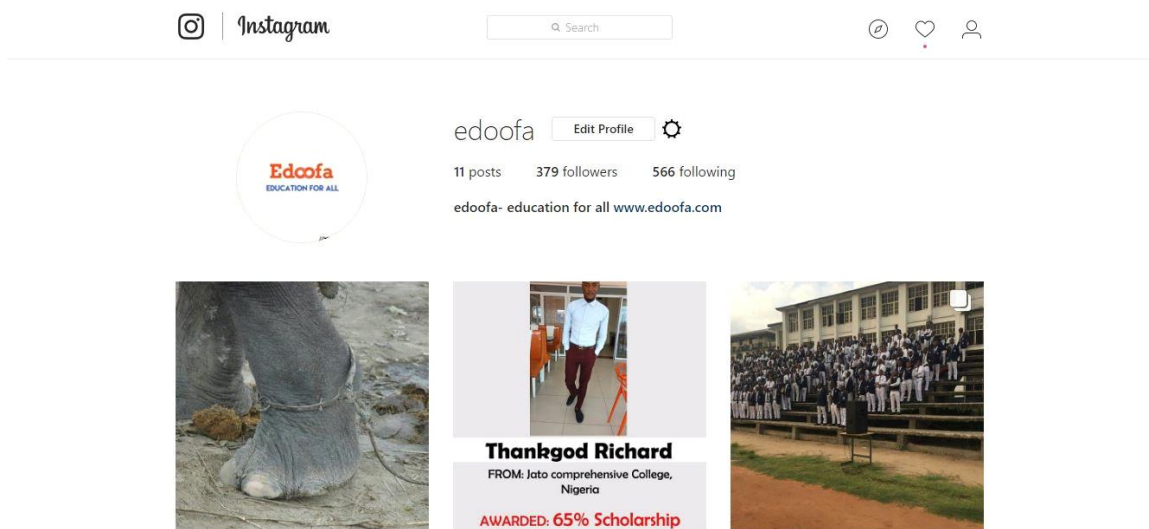 Instagram
Search
edoofa Edit Profile
11 posts 379 followers 566 following
edoofa- education for all www.edoofa.com
Edoofa
EDUCATION FOR ALL
Thankgod Richard
FROM: Jato comprehensive College,
Nigeria
AWARDED: 65% Scholarship